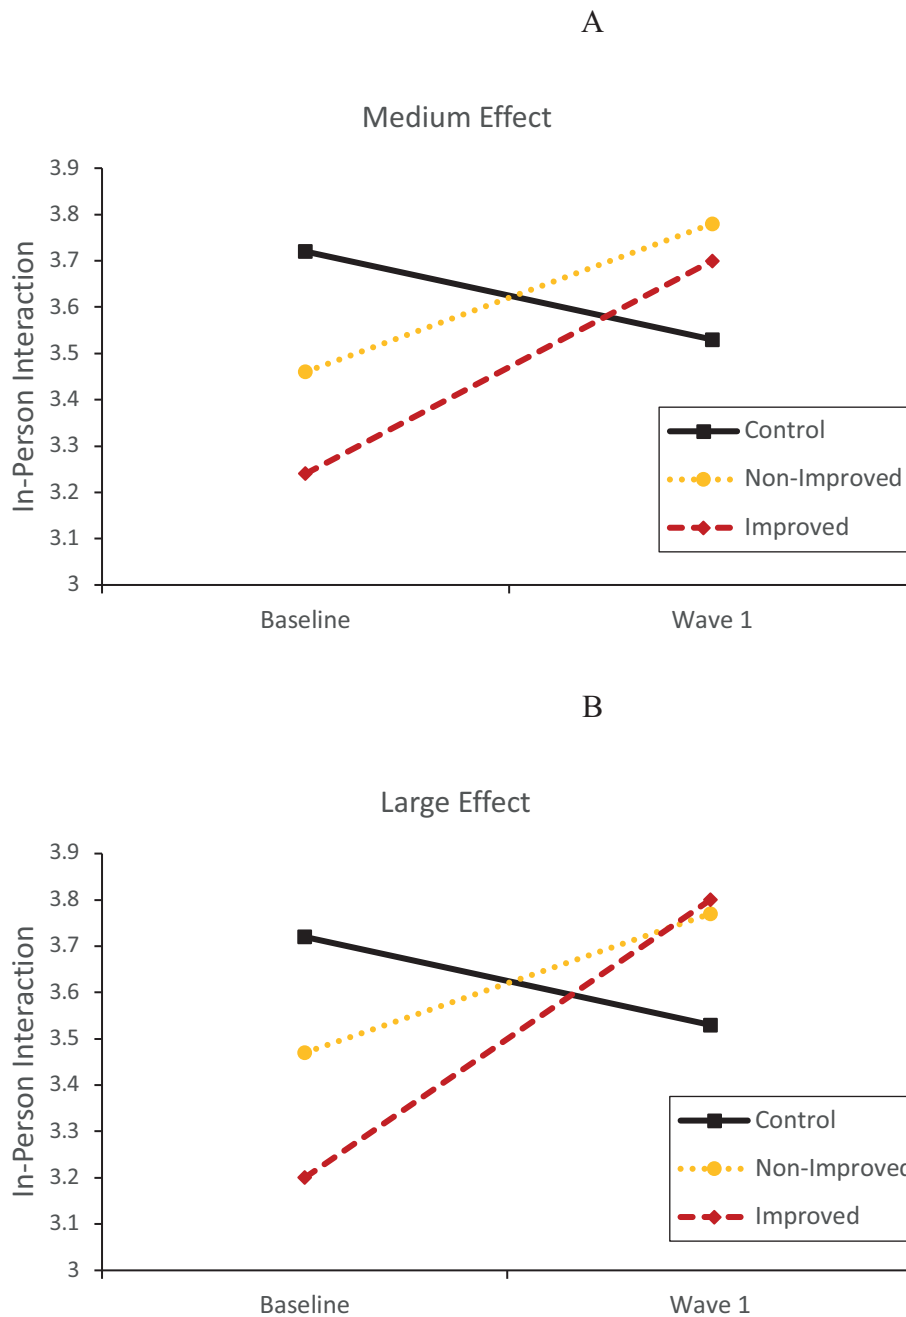 A
Medium Effect
In-Person Interaction
3.9
3.8
3.7
3.6
3.5
3.4
3.3
3.2
3.1
3
Control
Non-Improved
Improved
Baseline Wave 1
B
Large Effect
In-Person Interaction
3.9
3.8
3.7
3.6
3.5
3.4
3.3
3.2
3.1
3
Control
Non-Improved
Improved
Baseline Wave 1